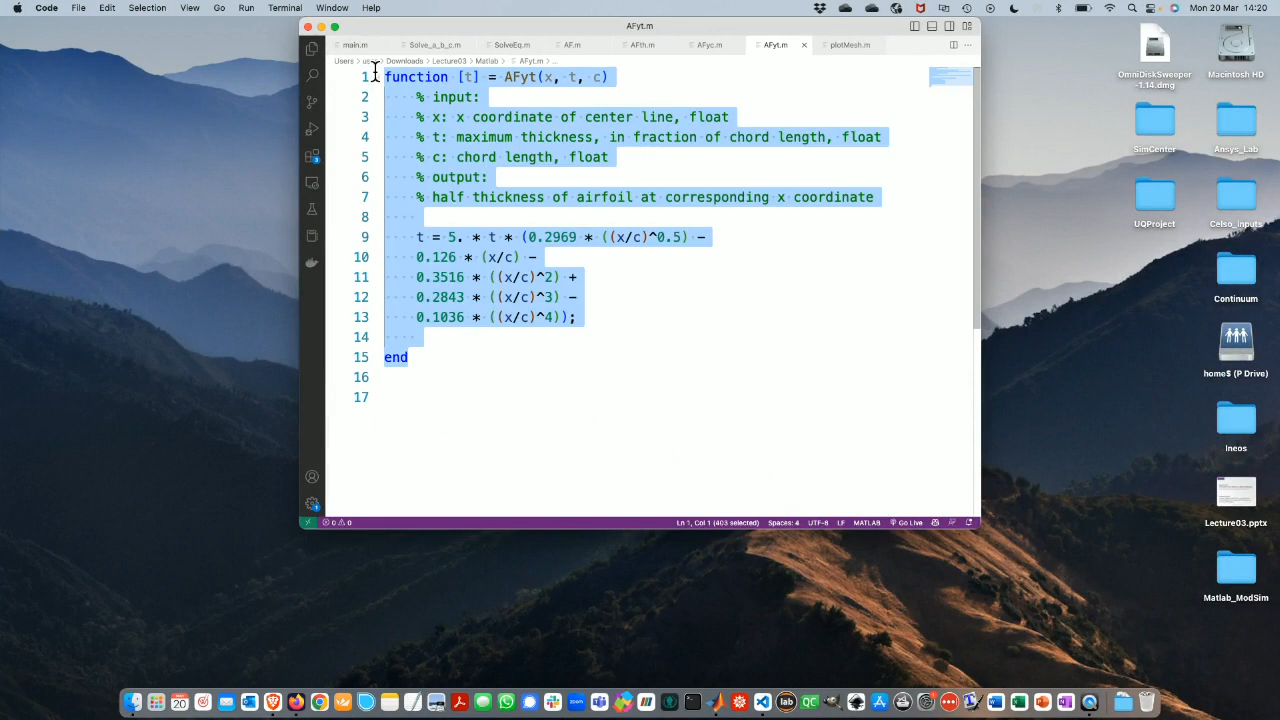 Code File Edit Selection View Go Run Terminal Window Help
Mon 20 Mar 14:20
AFyt.m
main.m Solve_a_b_c.m SolveEq.m AF.m AFth.m AFyc.m AFyt.m plotMesh.m
Downloads > Lecture03 > Matlab > AFyt.m > ...
1 function [t] = AFyt(x, t, c)
2 % input:
3 % x: x coordinate of center line, float
4 % t: maximum thickness, in fraction of chord length, float
5 % c: chord length, float
6 % output:
7 % half thickness of airfoil at corresponding x coordinate
8
9 t = 5. * t * (0.2969 * ((x/c)^0.5) -
10 0.126 * (x/c) -
11 0.3516 * ((x/c)^2) +
12 0.2843 * ((x/c)^3) -
13 0.1036 * ((x/c)^4));
14
15 end
16
17
Ln 1, Col 1 (403 selected) Spaces: 4 UTF-8 LF MATLAB Go Live
0 0
OmniDiskSweeper
-1.14.dmg
Macintosh HD
SimCenter
Ansys_Lab
UQProject
Celso_inputs
Continuum
home$ (P Drive)
Ineos
Lecture03.pptx
Matlab_ModSim
20
zoom
lab
QC